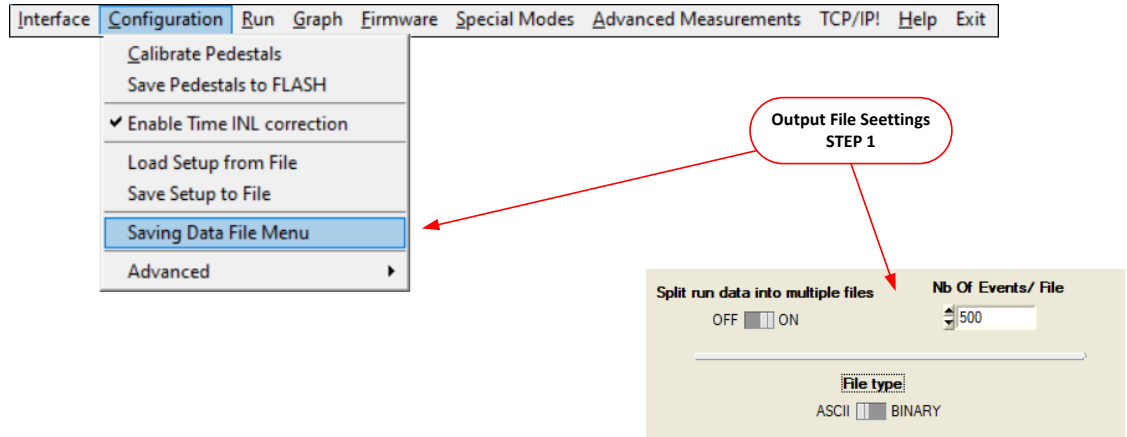 Interface Configuration Run Graph Firmware Special Modes Advanced Measurements TCP/IP! Help Exit
Calibrate Pedestals
Save Pedestals to FLASH
✔ Enable Time INL correction
Load Setup from File
Save Setup to File
Saving Data File Menu
Advanced
Output File Seettings
STEP 1
Split run data into multiple files
OFF ON
Nb Of Events/ File
500
File type
ASCII BINARY